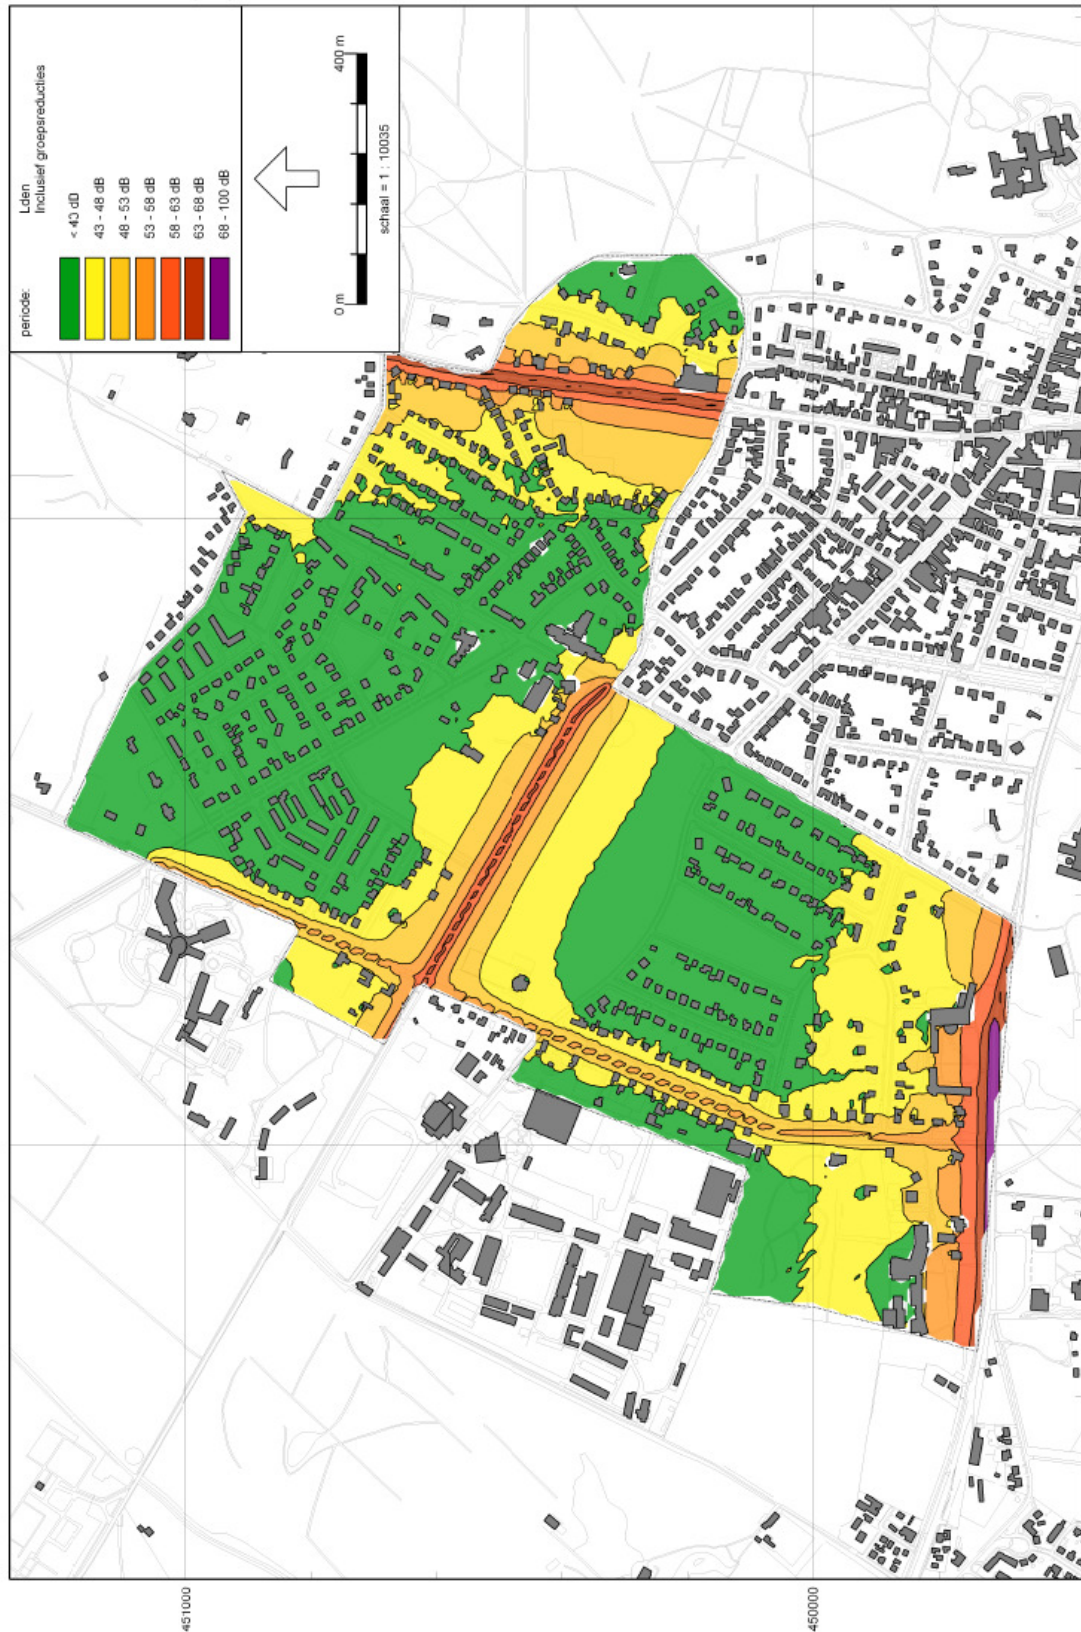 periode:
Lden
Inclusief groepsreducties
< 43 dB
43 - 48 dB
48 - 53 dB
53 - 58 dB
58 - 63 dB
63 - 68 dB
68 - 100 dB
0 m
400 m
schaal = 1 : 10035
451000
450000